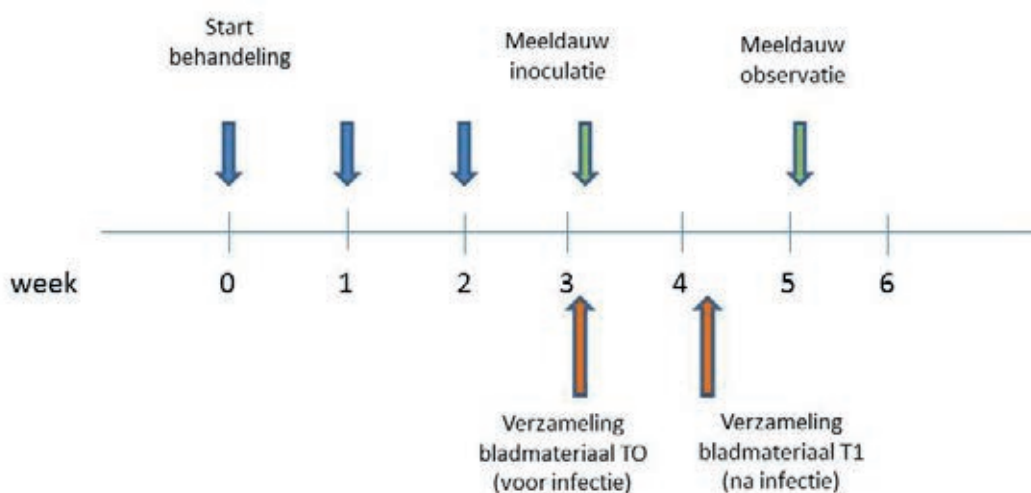 Start
behandeling
Meeldauw
inoculatie
Meeldauw
observatie
week 0 1 2 3 4 5 6
Verzameling
bladmateriaal TO
(voor infectie)
Verzameling
bladmateriaal T1
(na infectie)